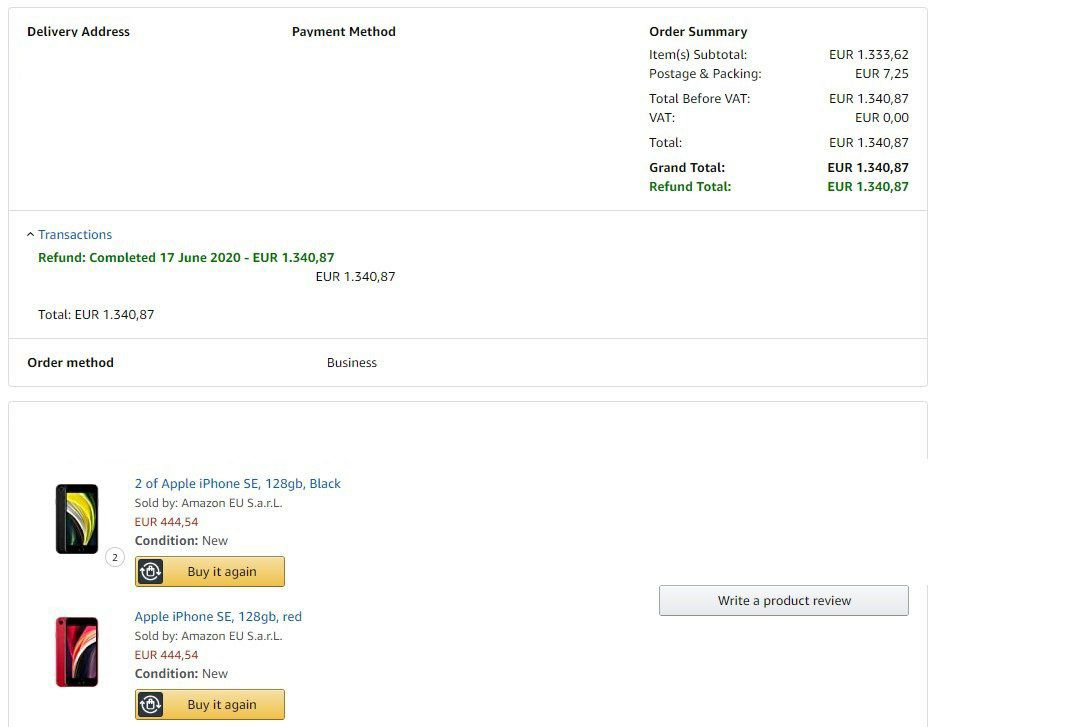 Delivery Address
Payment Method
Order Summary
Item(s) Subtotal: EUR 1.333,62
Postage & Packing: EUR 7,25
Total Before VAT: EUR 1.340,87
VAT: EUR 0,00
Total: EUR 1.340,87
Grand Total: EUR 1.340,87
Refund Total: EUR 1.340,87
Transactions
Refund: Completed 17 June 2020 - EUR 1.340,87
EUR 1.340,87
Total: EUR 1.340,87
Order method Business
2 of Apple iPhone SE, 128gb, Black
Sold by: Amazon EU S.a.r.L.
EUR 444,54
Condition: New
2
Buy it again
Write a product review
Apple iPhone SE, 128gb, red
Sold by: Amazon EU S.a.r.L.
EUR 444,54
Condition: New
Buy it again